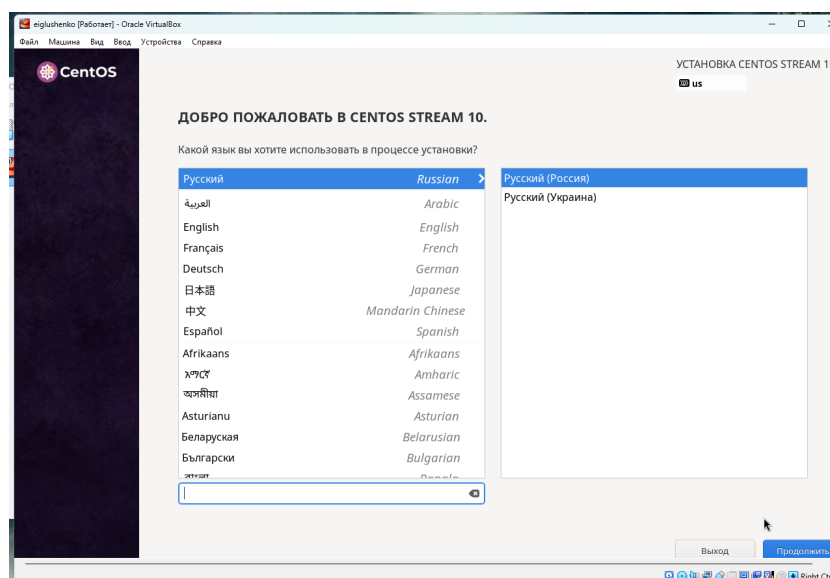 eiglushenko [Работает] - Oracle VirtualBox
Файл Машина Вид Ввод Устройства Справка
CentOS
УСТАНОВКА CENTOS STREAM 1
us
ДОБРО ПОЖАЛОВАТЬ В CENTOS STREAM 10.
Какой язык вы хотите использовать в процессе установки?
Русский Russian
العربية Arabic
English English
Français French
Deutsch German
日本語 Japanese
中文 Mandarin Chinese
Español Spanish
Afrikaans Afrikaans
አማርኛ Amharic
অসমীয়া Assamese
Asturianu Asturian
Беларуская Belarusian
Български Bulgarian
বাংলা Bangla
Русский (Россия)
Русский (Украина)
Выход
Продолжить
Right Ct